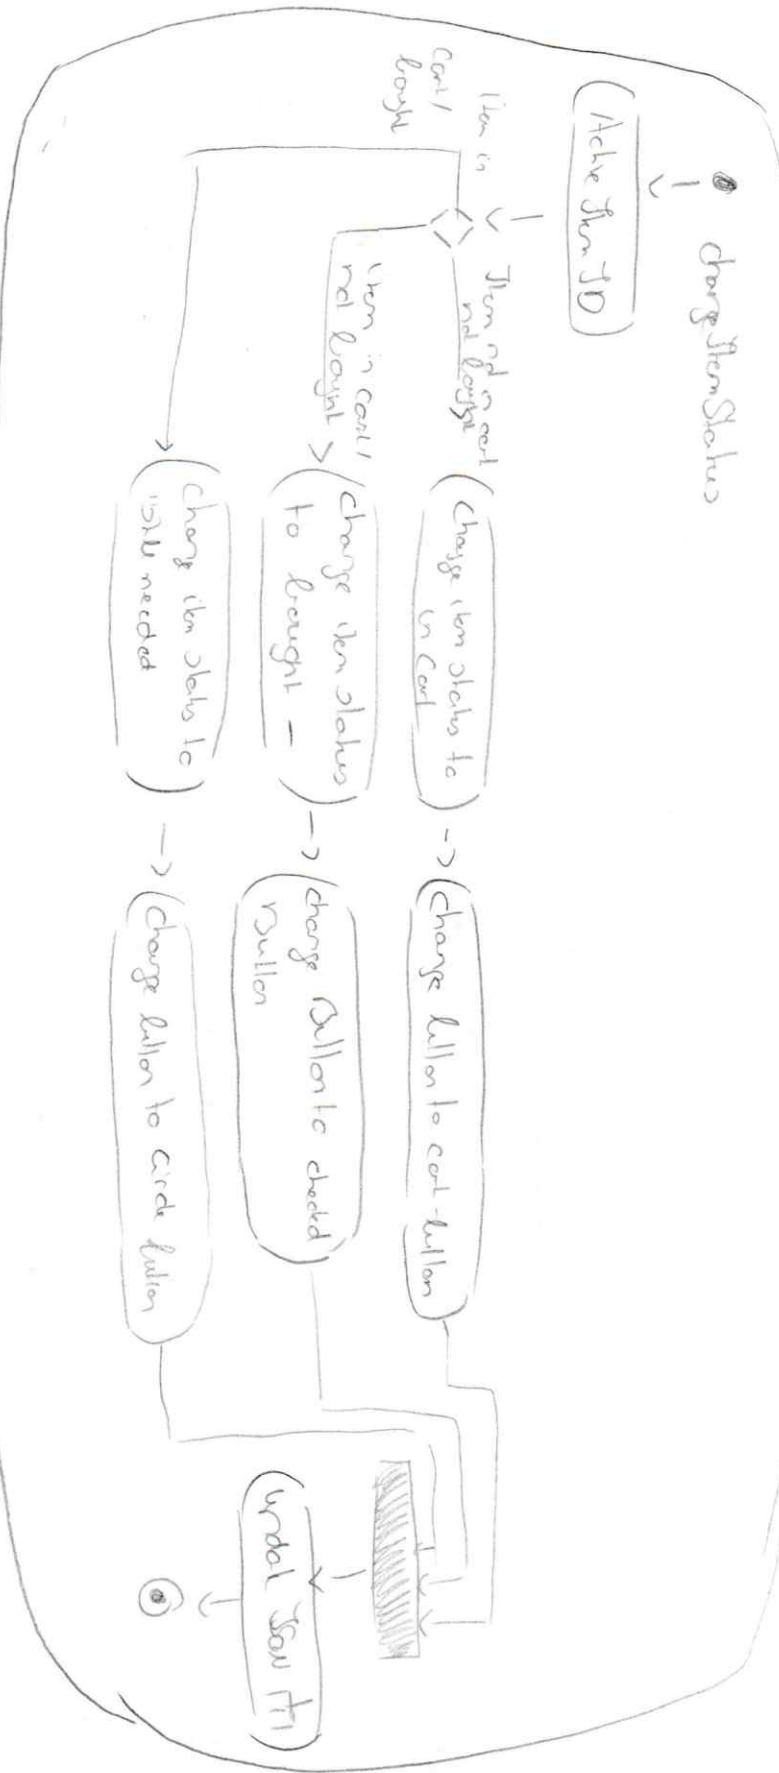 changeItemStatus
Active Item ID
Item in
cart/
bought
Item not in cart
not bought
item in cart/
not bought
Change item status to
in Cart
change button to cart-button
Change item status
to bought
change Button to checked
Button
Change item status to
still needed
change button to circle button
update JSON